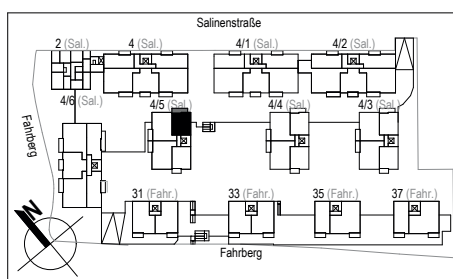 Salinenstraße
2 (Sal.) 4 (Sal.) 4/1 (Sal.) 4/2 (Sal.)
4/6 (Sal.) 4/5 (Sal.) 4/4 (Sal.) 4/3 (Sal.)
Fahrberg
31 (Fahr.) 33 (Fahr.) 35 (Fahr.) 37 (Fahr.)
N
Fahrberg